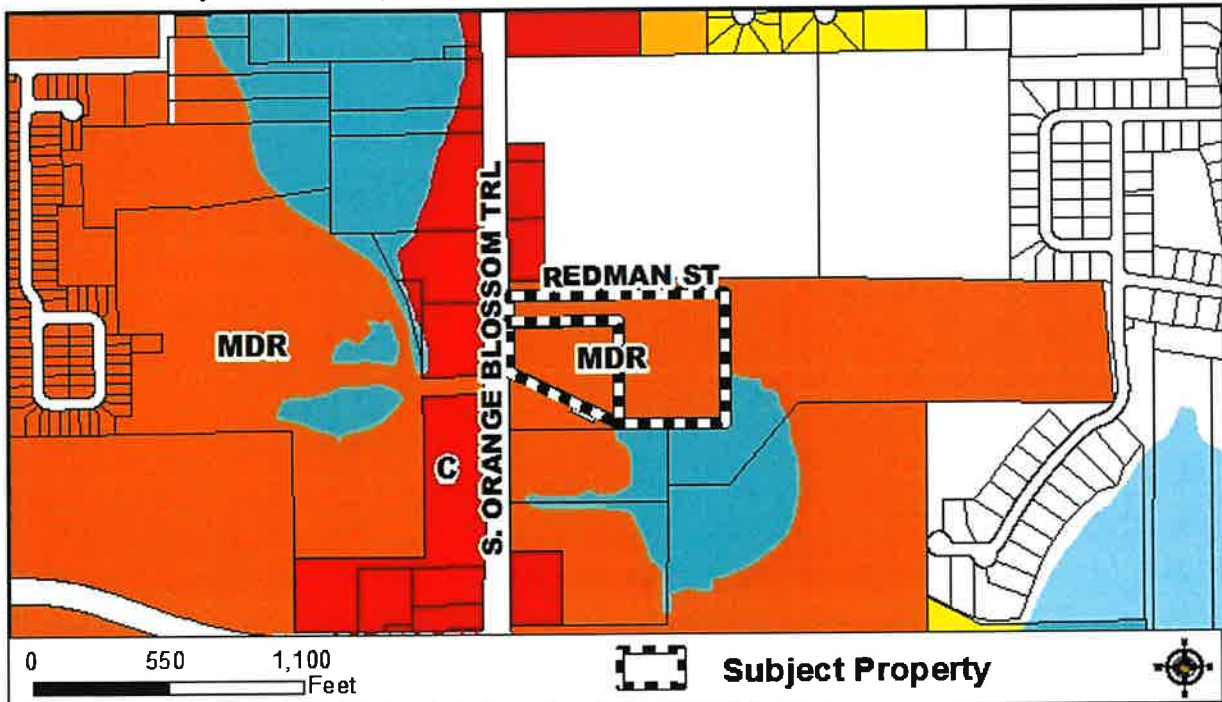 S. ORANGE BLOSSOM TRL
REDMAN ST
MDR
MDR
C
0 550 1,100
Feet
Subject Property